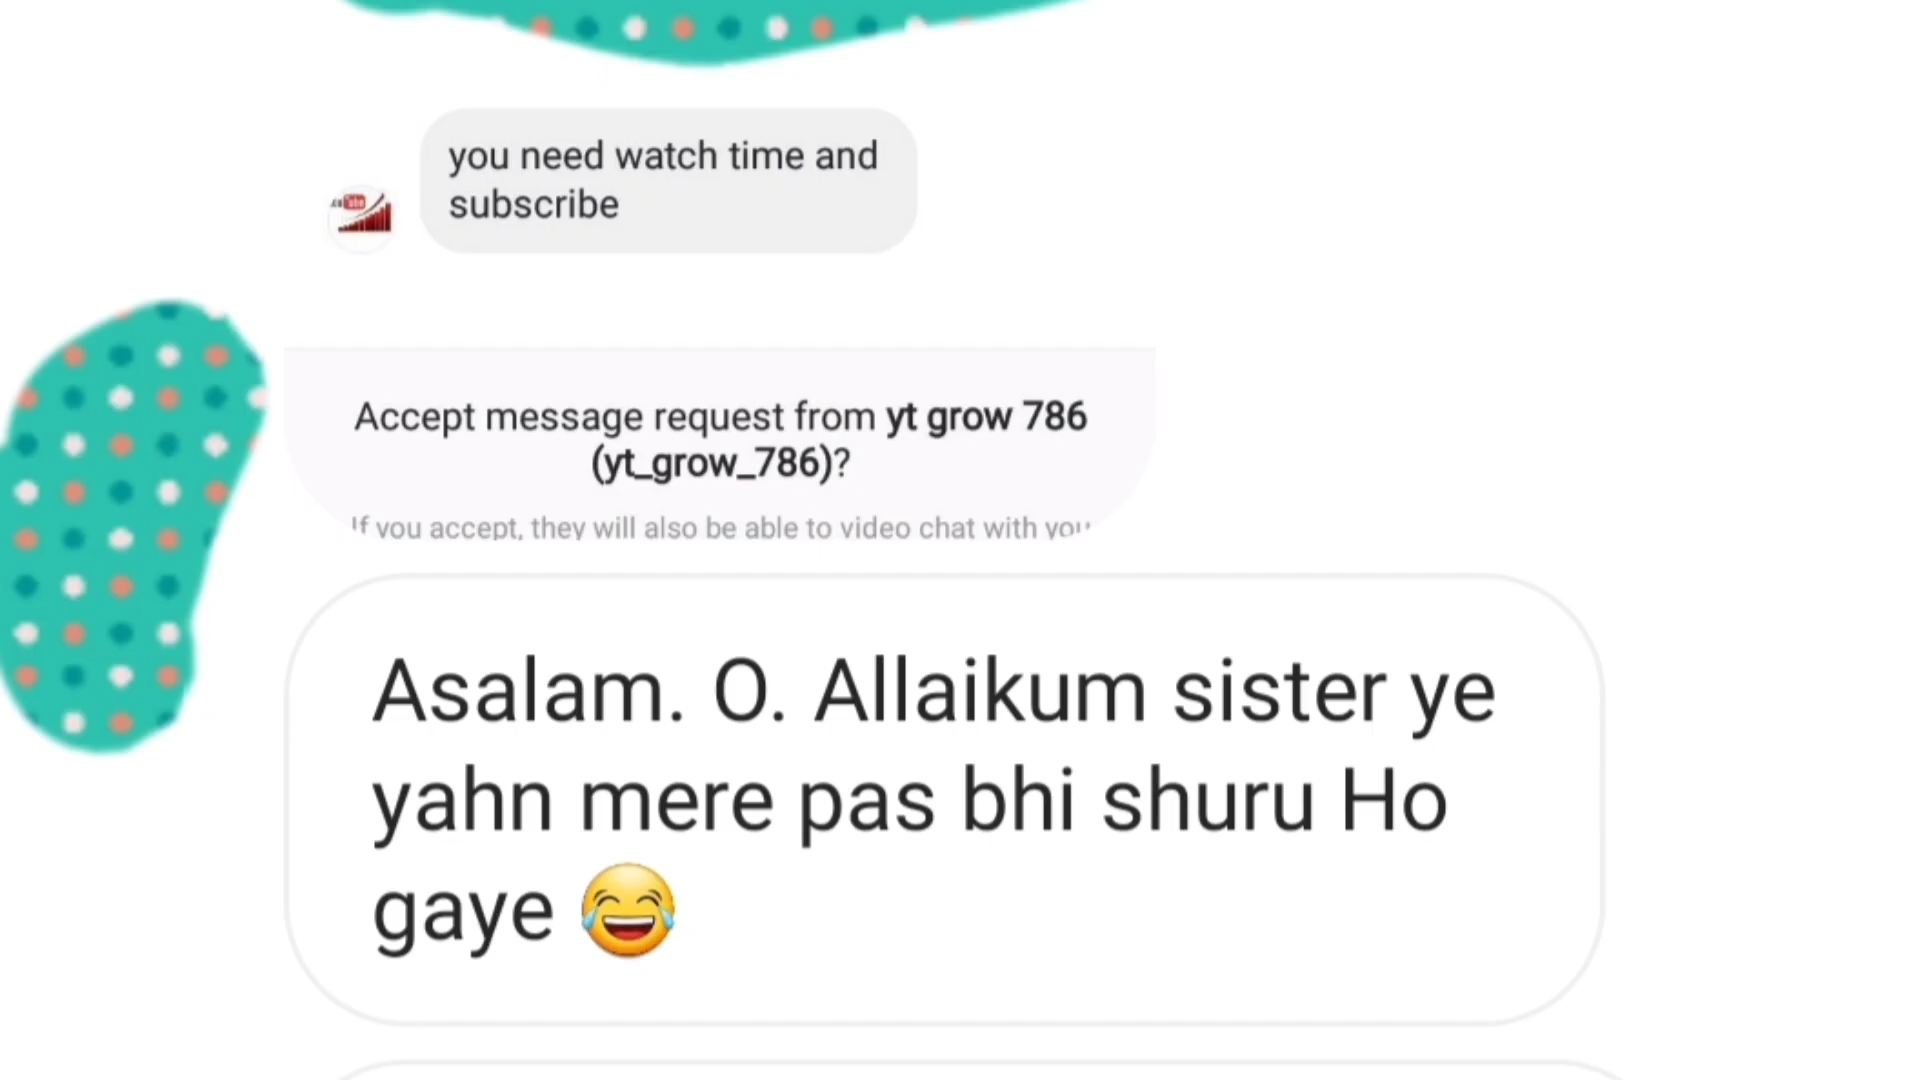 you need watch time and
subscribe
Accept message request from yt grow 786
(yt_grow_786)?
If you accept, they will also be able to video chat with you
Asalam. O. Allaikum sister ye
yahn mere pas bhi shuru Ho
gaye 😂